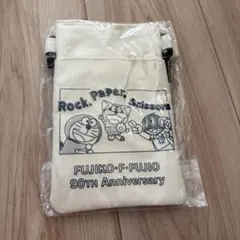 Rock, Paper, Scissors
FUJIKO・F・FUJIO
90TH Anniversary